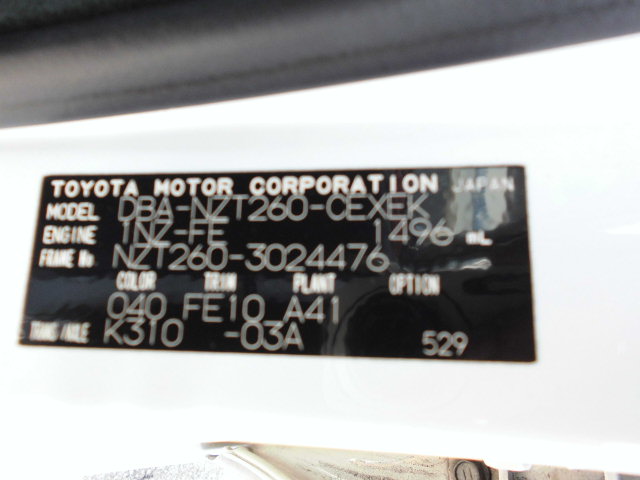 TOYOTA MOTOR CORPORATION JAPAN
MODEL DBA-NZT260-CEXEK
ENGINE 1NZ-FE 1496 mL
FRAME No. NZT260-3024476
COLOR TRIM PLANT OPTION
040 FE10 A41
TRANS/AXLE K310 -03A 529